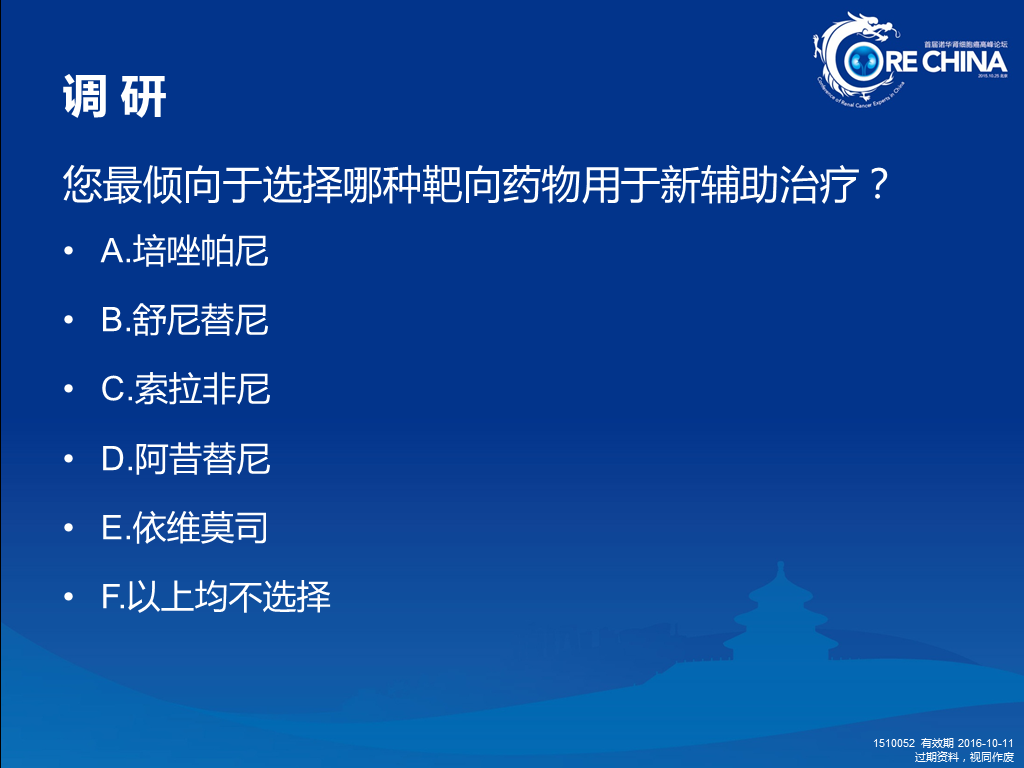 首届诺华肾细胞癌高峰论坛
CORE CHINA
2015.10.25 北京
Conference of Renal Cancer Experts in China
调 研
您最倾向于选择哪种靶向药物用于新辅助治疗？
• A.培唑帕尼
• B.舒尼替尼
• C.索拉非尼
• D.阿昔替尼
• E.依维莫司
• F.以上均不选择
1510052 有效期 2016-10-11
过期资料，视同作废